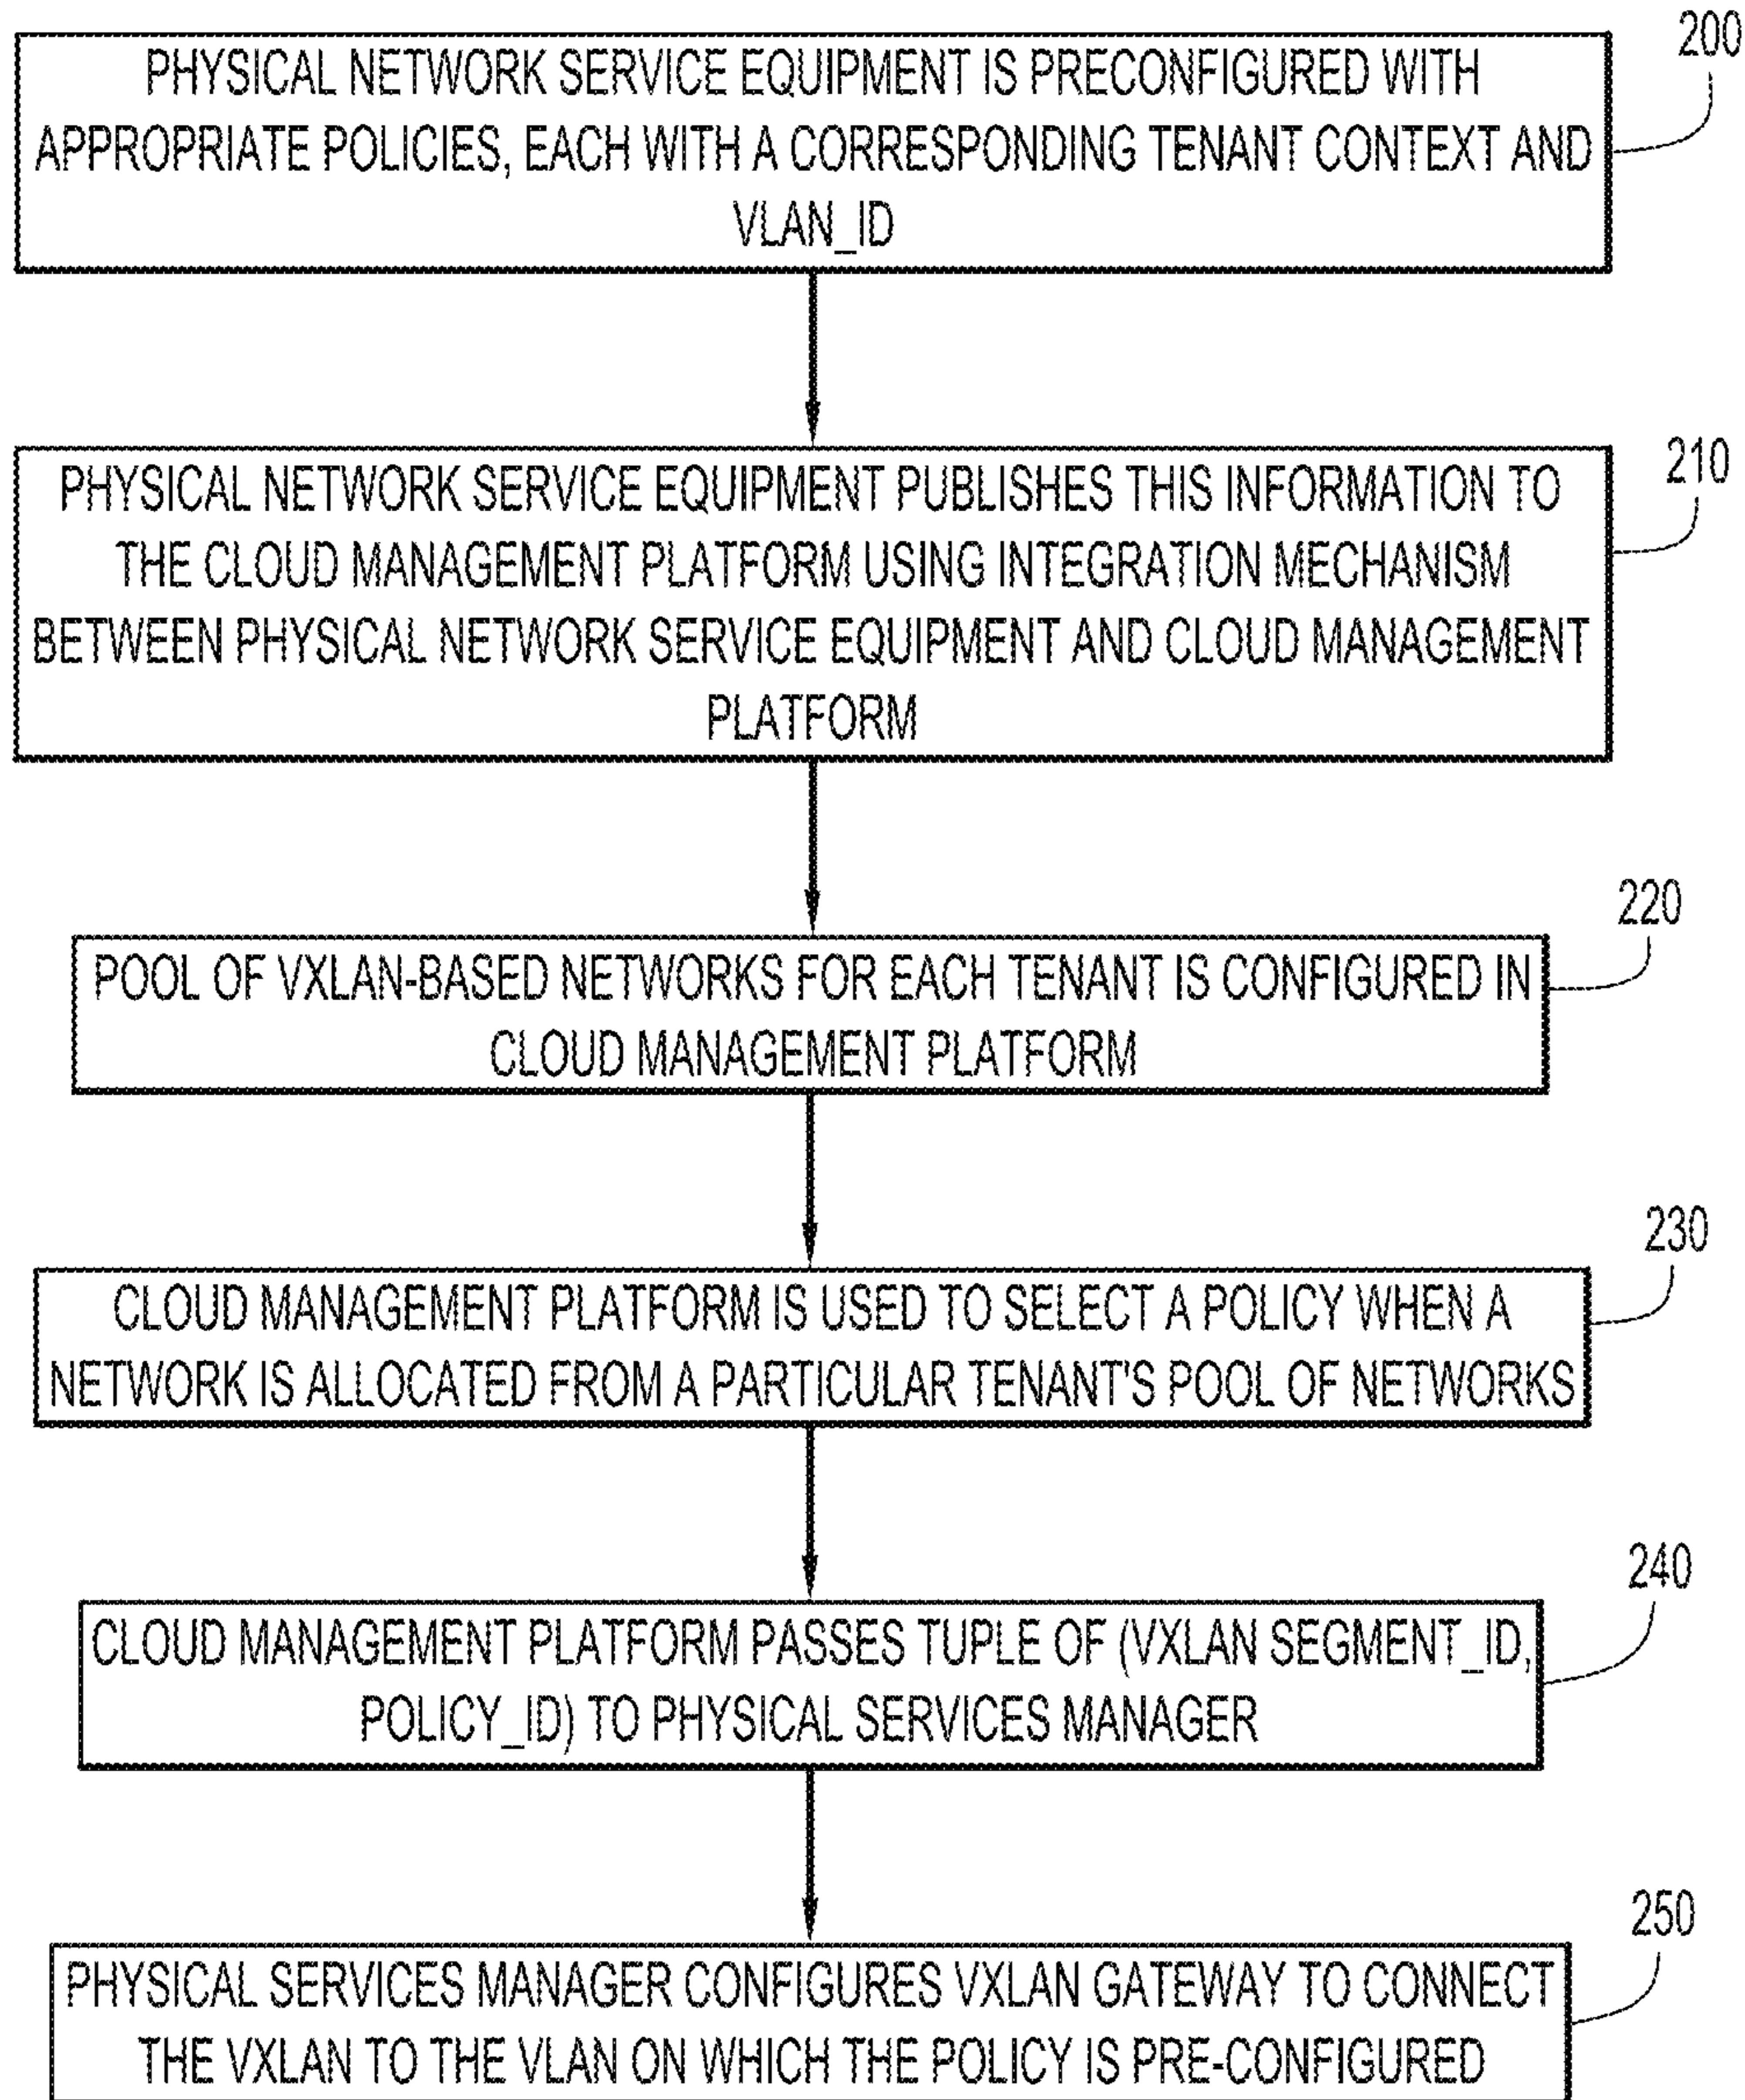 200
PHYSICAL NETWORK SERVICE EQUIPMENT IS PRECONFIGURED WITH
APPROPRIATE POLICIES, EACH WITH A CORRESPONDING TENANT CONTEXT AND
VLAN_ID
210
PHYSICAL NETWORK SERVICE EQUIPMENT PUBLISHES THIS INFORMATION TO
THE CLOUD MANAGEMENT PLATFORM USING INTEGRATION MECHANISM
BETWEEN PHYSICAL NETWORK SERVICE EQUIPMENT AND CLOUD MANAGEMENT
PLATFORM
220
POOL OF VXLAN-BASED NETWORKS FOR EACH TENANT IS CONFIGURED IN
CLOUD MANAGEMENT PLATFORM
230
CLOUD MANAGEMENT PLATFORM IS USED TO SELECT A POLICY WHEN A
NETWORK IS ALLOCATED FROM A PARTICULAR TENANT'S POOL OF NETWORKS
240
CLOUD MANAGEMENT PLATFORM PASSES TUPLE OF (VXLAN SEGMENT_ID,
POLICY_ID) TO PHYSICAL SERVICES MANAGER
250
PHYSICAL SERVICES MANAGER CONFIGURES VXLAN GATEWAY TO CONNECT
THE VXLAN TO THE VLAN ON WHICH THE POLICY IS PRE-CONFIGURED